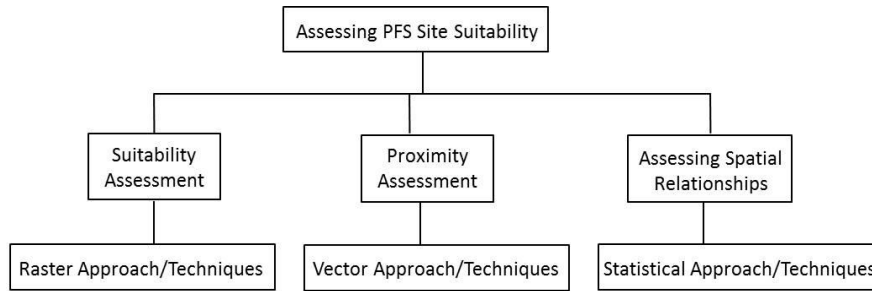 Assessing PFS Site Suitability
Suitability
Assessment
Proximity
Assessment
Assessing Spatial
Relationships
Raster Approach/Techniques
Vector Approach/Techniques
Statistical Approach/Techniques